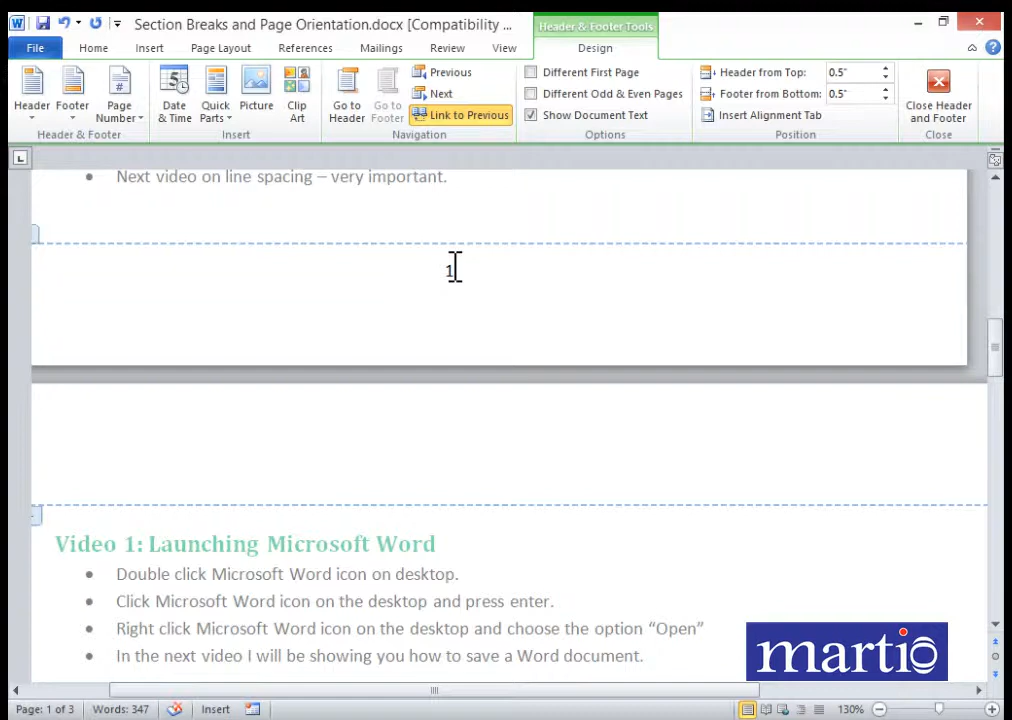 Section Breaks and Page Orientation.docx [Compatibility ...
Header & Footer Tools
File Home Insert Page Layout References Mailings Review View Design
Header
Footer
Page
Number
Header & Footer
Date
& Time
Quick
Parts
Picture
Clip
Art
Insert
Go to
Header
Go to
Footer
Previous
Next
Link to Previous
Navigation
Different First Page
Different Odd & Even Pages
Show Document Text
Options
Header from Top: 0.5"
Footer from Bottom: 0.5"
Insert Alignment Tab
Position
Close Header
and Footer
Close
Next video on line spacing – very important.
1
Video 1: Launching Microsoft Word
Double click Microsoft Word icon on desktop.
Click Microsoft Word icon on the desktop and press enter.
Right click Microsoft Word icon on the desktop and choose the option “Open”
In the next video I will be showing you how to save a Word document.
martio
Page: 1 of 3 Words: 347 Insert 130%